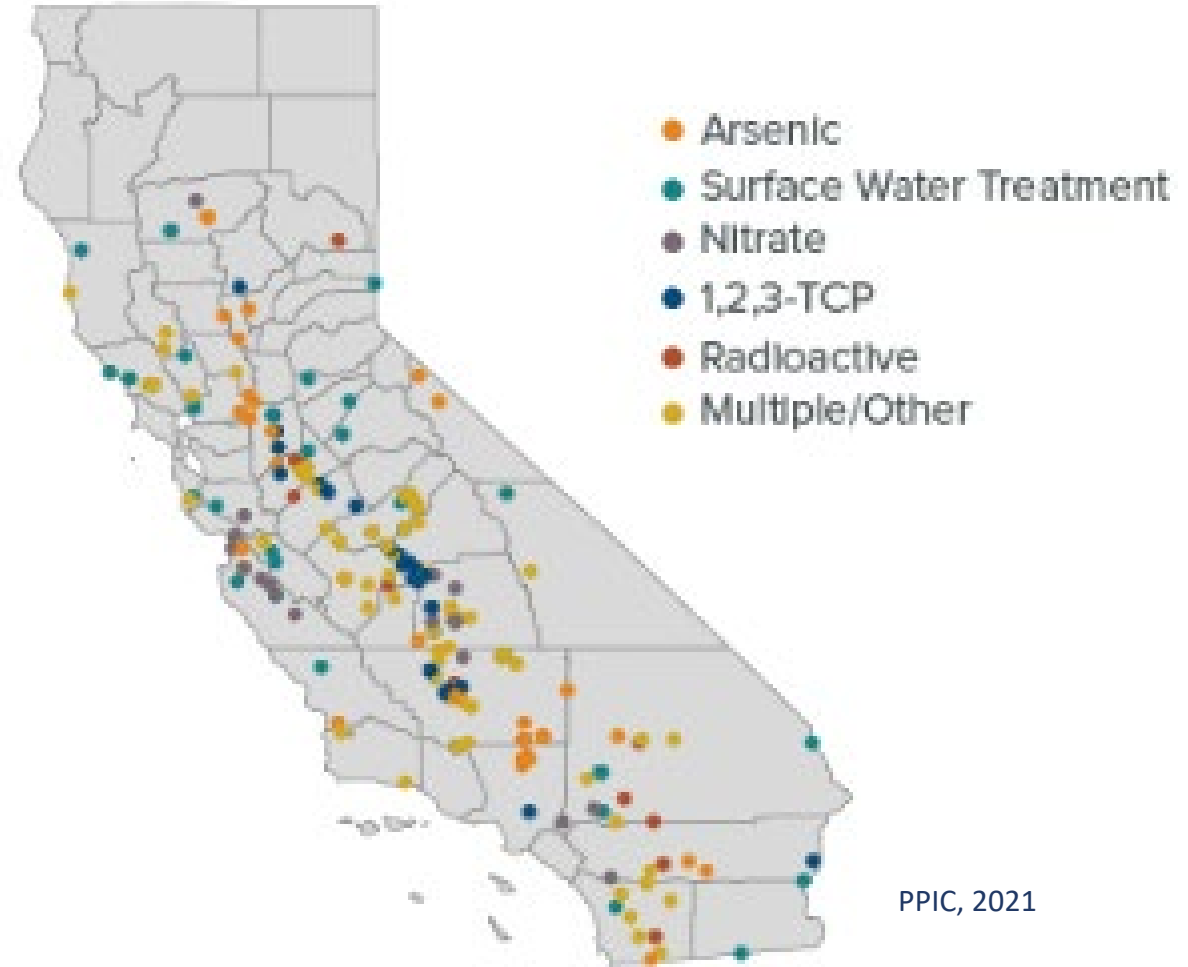 Arsenic
Surface Water Treatment
Nitrate
1,2,3-TCP
Radioactive
Multiple/Other
PPIC, 2021